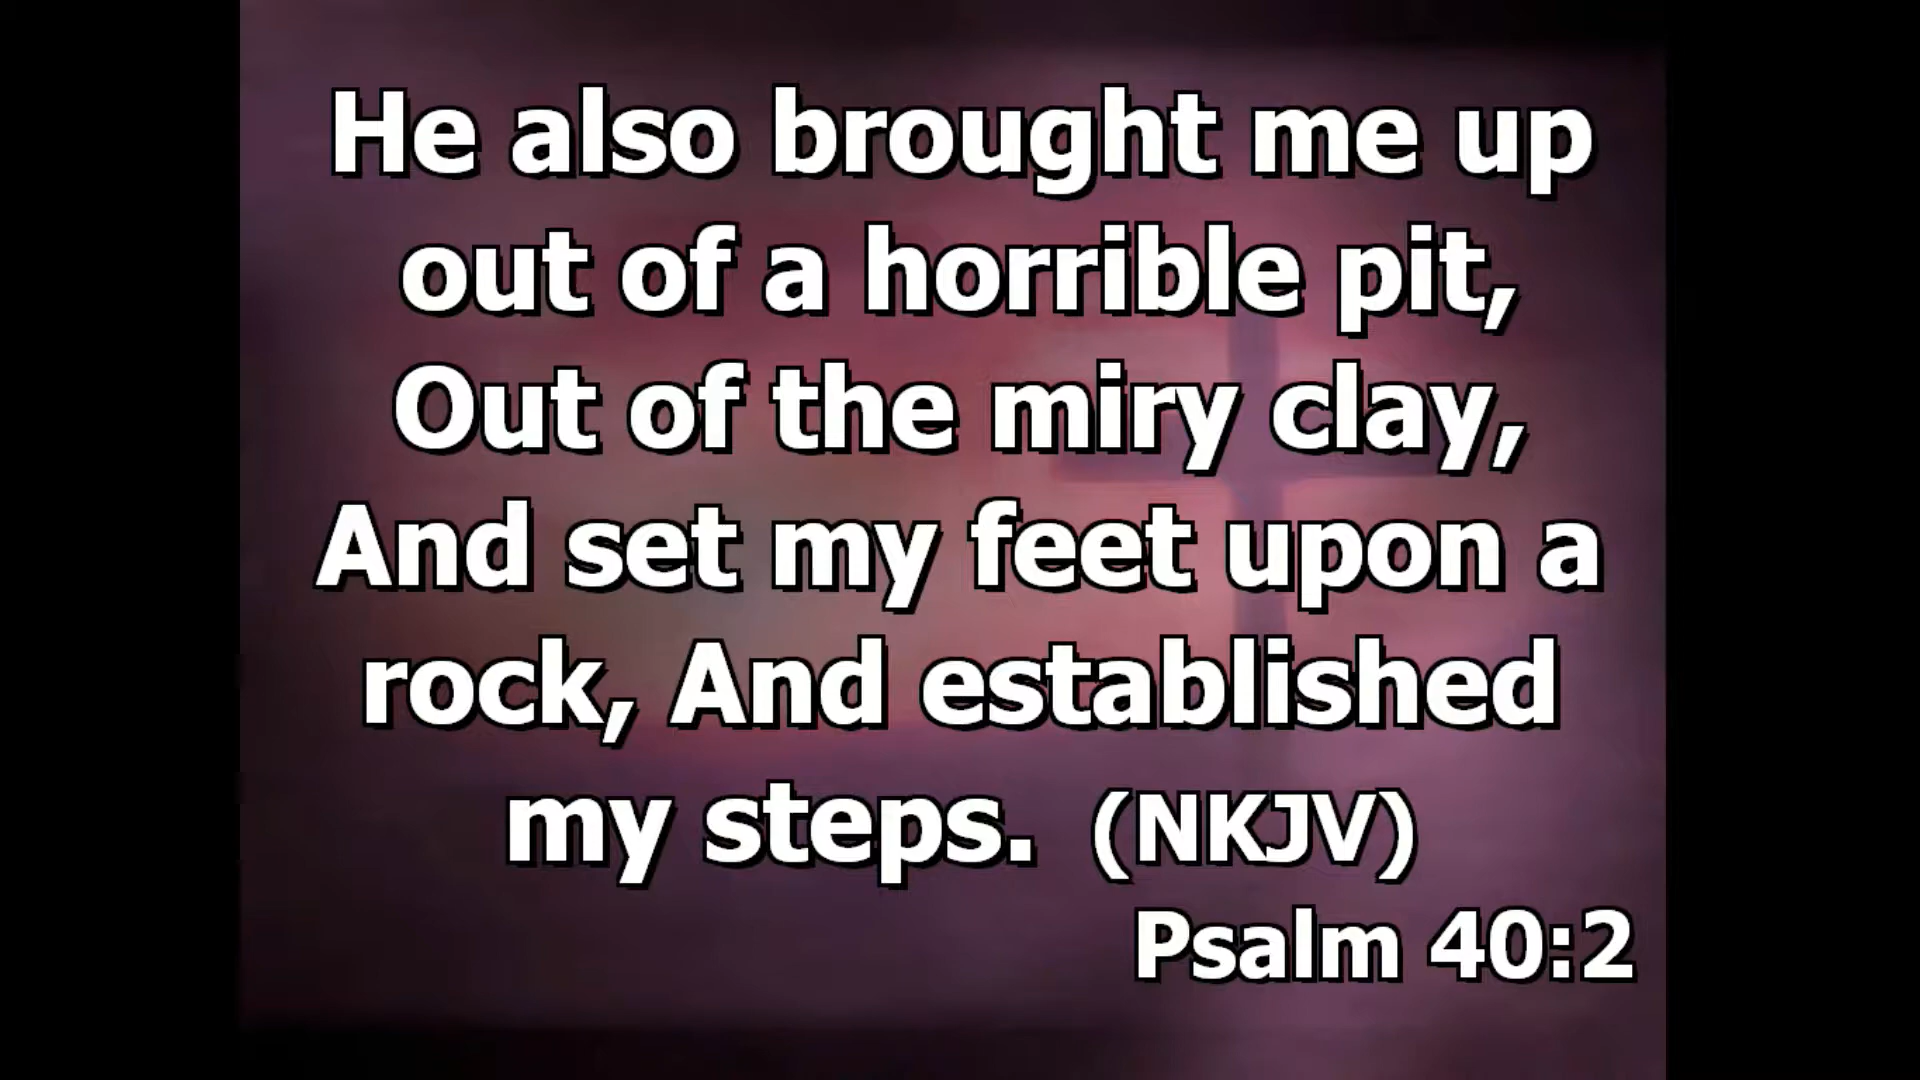 He also brought me up
out of a horrible pit,
Out of the miry clay,
And set my feet upon a
rock, And established
my steps. (NKJV)
Psalm 40:2